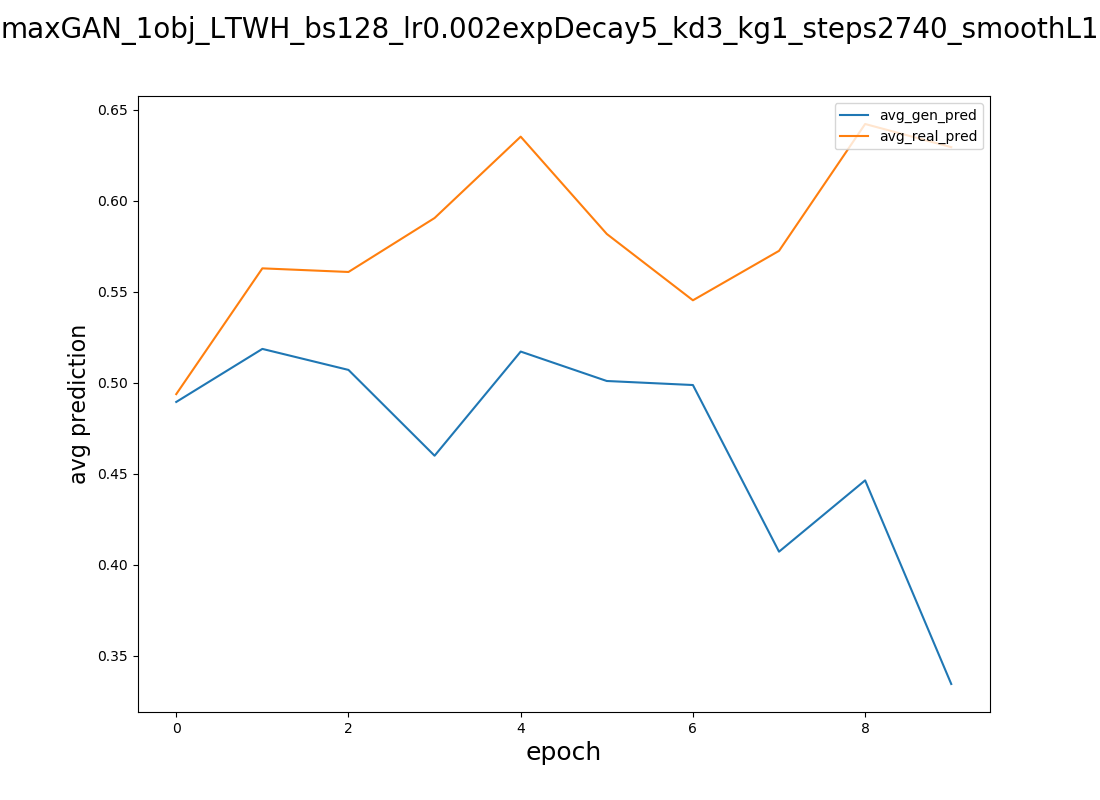 maxGAN_1obj_LTWH_bs128_lr0.002expDecay5_kd3_kg1_steps2740_smoothL1
0.65
avg_gen_pred
avg_real_pred
0.60
0.55
0.50
0.45
0.40
0.35
avg prediction
0 2 4 6 8
epoch